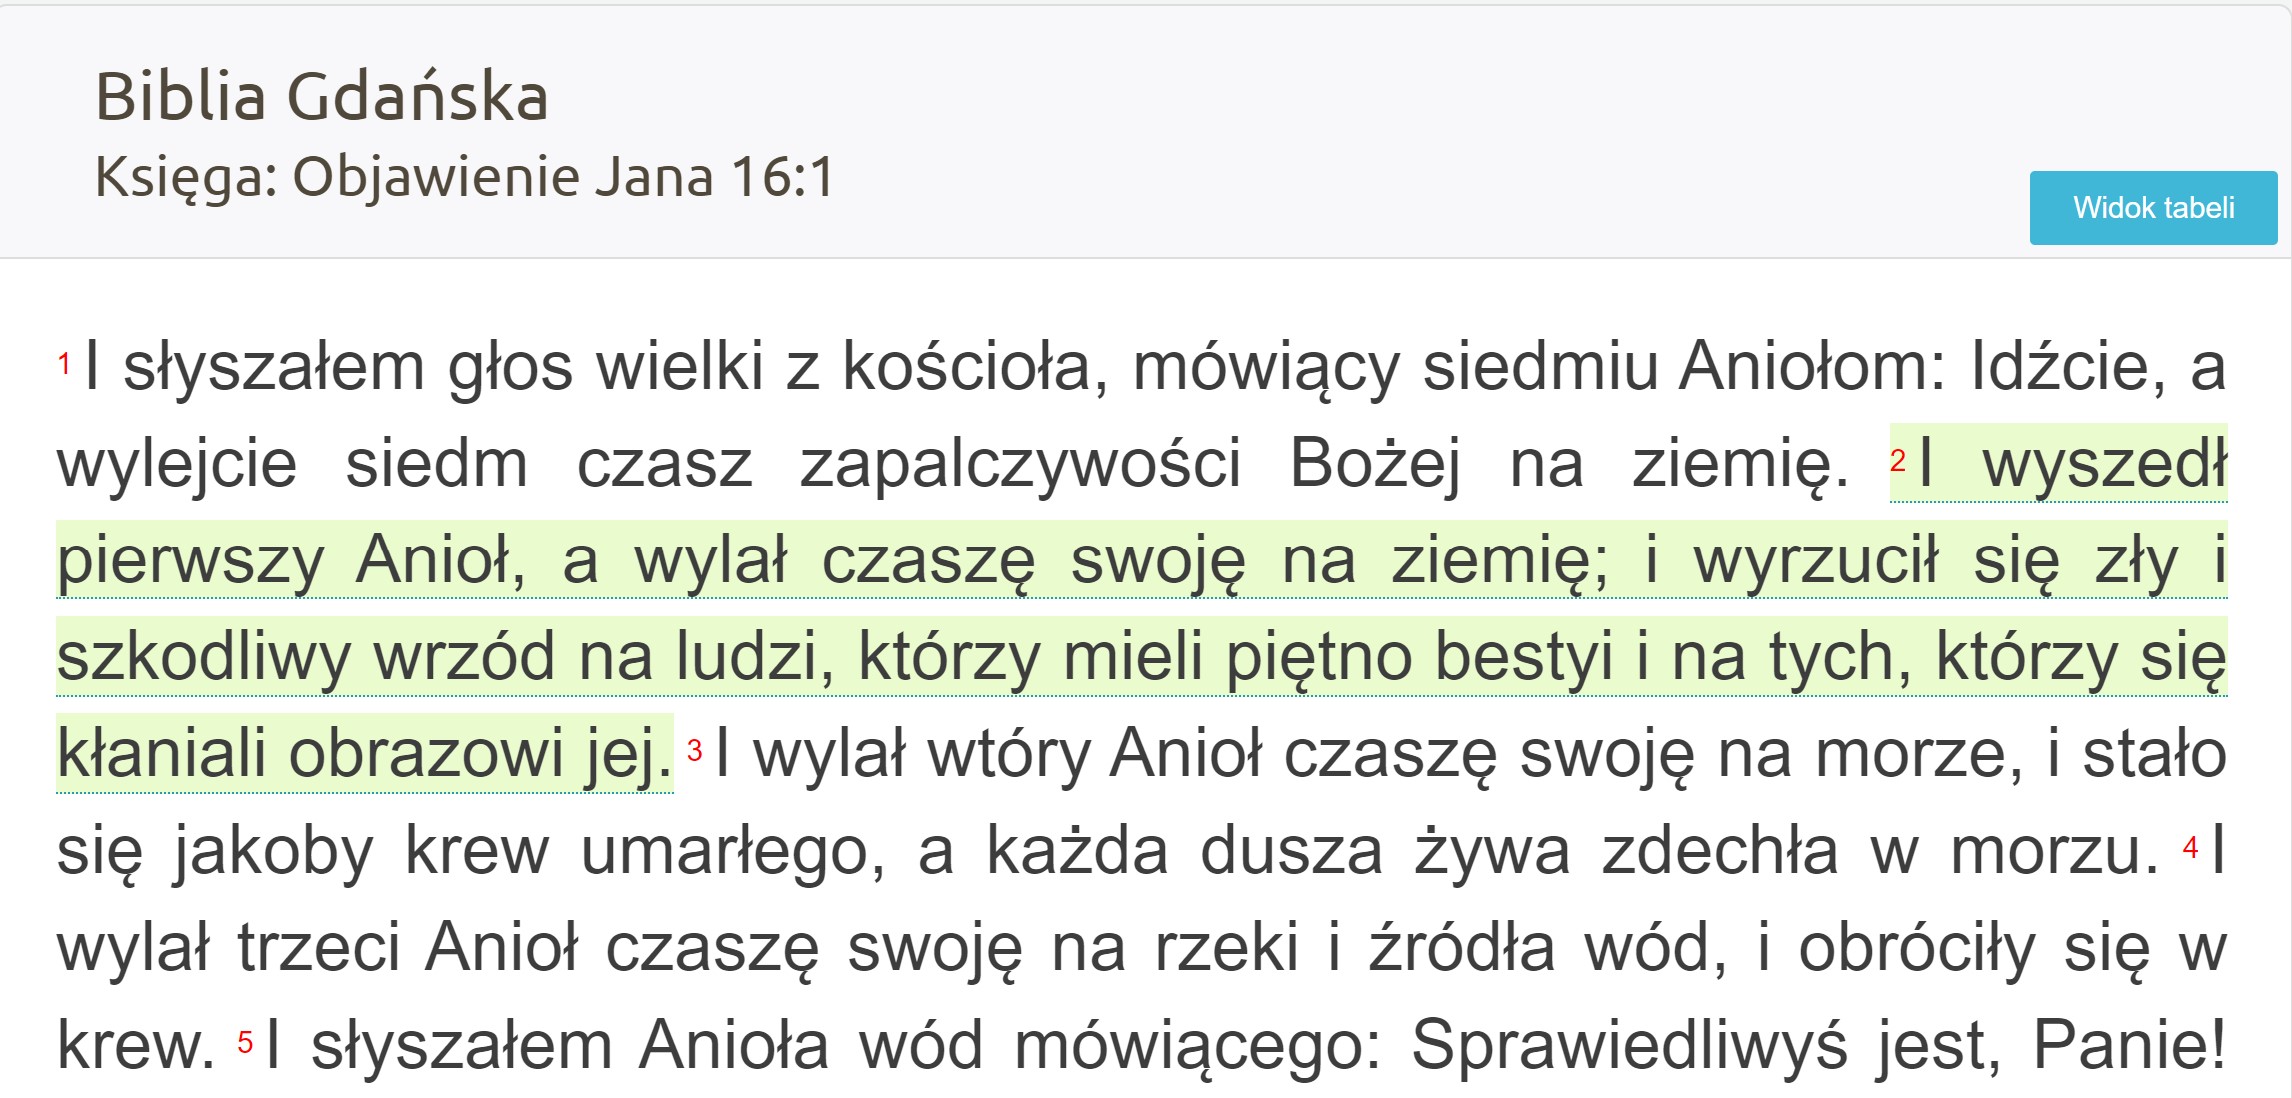 Biblia Gdańska
Księga: Objawienie Jana 16:1
Widok tabeli
1 I słyszałem głos wielki z kościoła, mówiący siedmiu Aniołom: Idźcie, a
wylejcie siedm czasz zapalczywości Bożej na ziemię. 2 I wyszedł
pierwszy Anioł, a wylał czaszę swoję na ziemię; i wyrzucił się zły i
szkodliwy wrzód na ludzi, którzy mieli piętno bestyi i na tych, którzy się
kłaniali obrazowi jej. 3 I wylał wtóry Anioł czaszę swoję na morze, i stało
się jakoby krew umarłego, a każda dusza żywa zdechła w morzu. 4 I
wylał trzeci Anioł czaszę swoję na rzeki i źródła wód, i obróciły się w
krew. 5 I słyszałem Anioła wód mówiącego: Sprawiedliwyś jest, Panie!